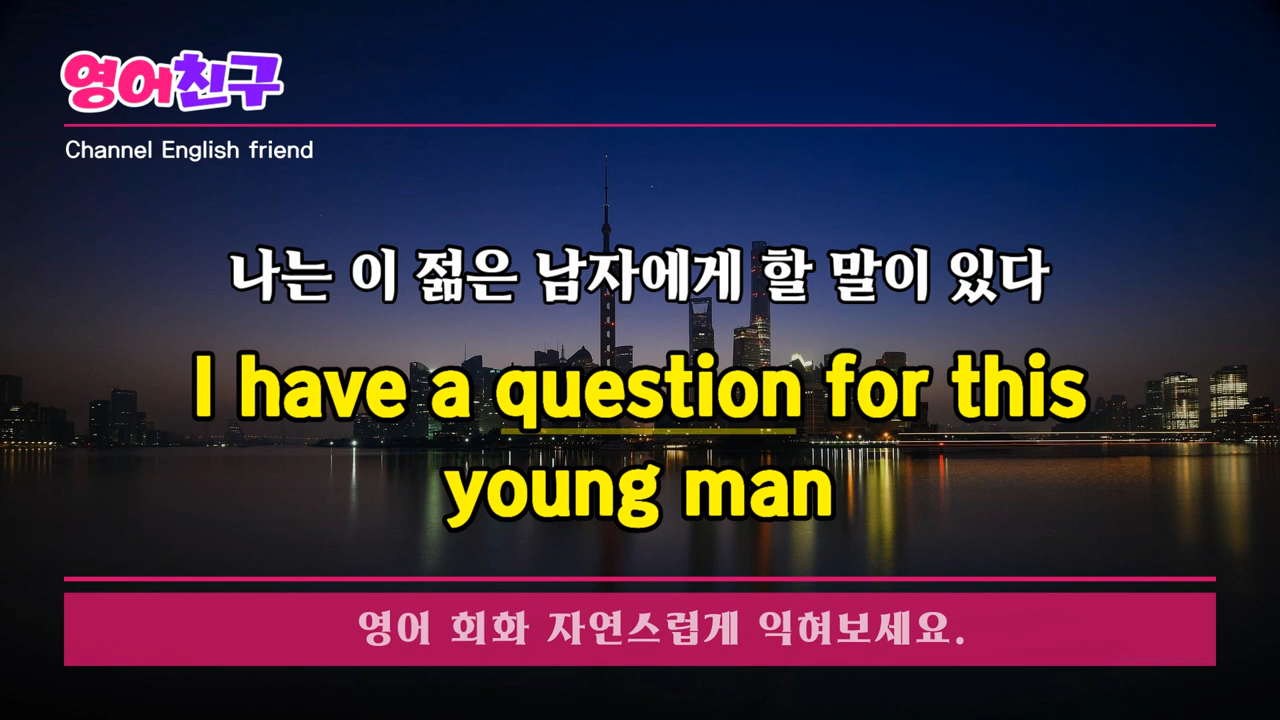 영어친구
Channel English friend
나는 이 젊은 남자에게 할 말이 있다
I have a question for this
young man
영어 회화 자연스럽게 익혀보세요.